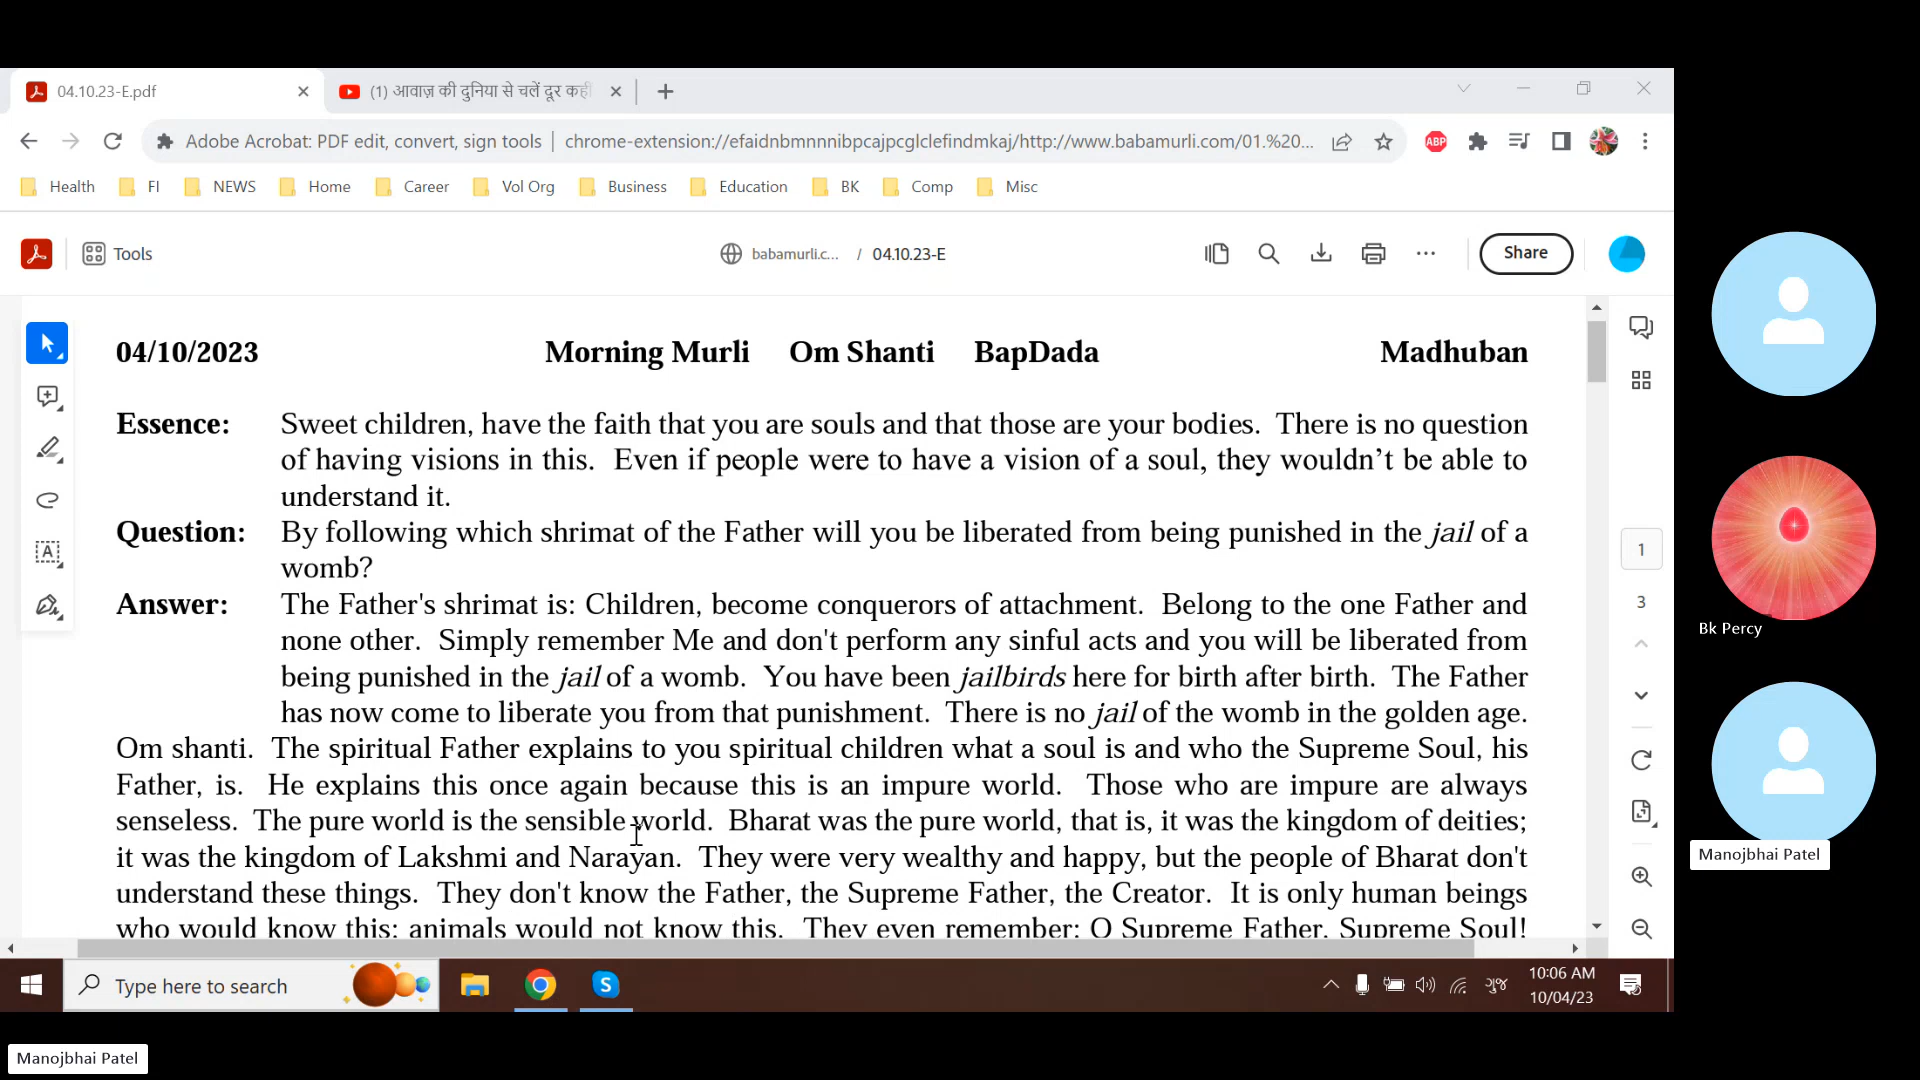 04.10.23-E.pdf
(1) आवाज़ की दुनिया से चलें दूर कहीं
Adobe Acrobat: PDF edit, convert, sign tools | chrome-extension://efaidnbmnnnibpcajpcglclefindmkaj/http://www.babamurli.com/01.%20...
ABP
Health FI NEWS Home Career Vol Org Business Education BK Comp Misc
Tools
babamurli.c... / 04.10.23-E
Share
04/10/2023 Morning Murli Om Shanti BapDada Madhuban
Essence: Sweet children, have the faith that you are souls and that those are your bodies. There is no question
of having visions in this. Even if people were to have a vision of a soul, they wouldn’t be able to
understand it.
Question: By following which shrimat of the Father will you be liberated from being punished in the jail of a
womb?
Answer: The Father's shrimat is: Children, become conquerors of attachment. Belong to the one Father and
none other. Simply remember Me and don't perform any sinful acts and you will be liberated from
being punished in the jail of a womb. You have been jailbirds here for birth after birth. The Father
has now come to liberate you from that punishment. There is no jail of the womb in the golden age.
Om shanti. The spiritual Father explains to you spiritual children what a soul is and who the Supreme Soul, his
Father, is. He explains this once again because this is an impure world. Those who are impure are always
senseless. The pure world is the sensible world. Bharat was the pure world, that is, it was the kingdom of deities;
it was the kingdom of Lakshmi and Narayan. They were very wealthy and happy, but the people of Bharat don't
understand these things. They don't know the Father, the Supreme Father, the Creator. It is only human beings
who would know this; animals would not know this. They even remember: O Supreme Father, Supreme Soul!
1
3
Bk Percy
Manojbhai Patel
Type here to search
S
ગુજ
10:06 AM
10/04/23
Manojbhai Patel